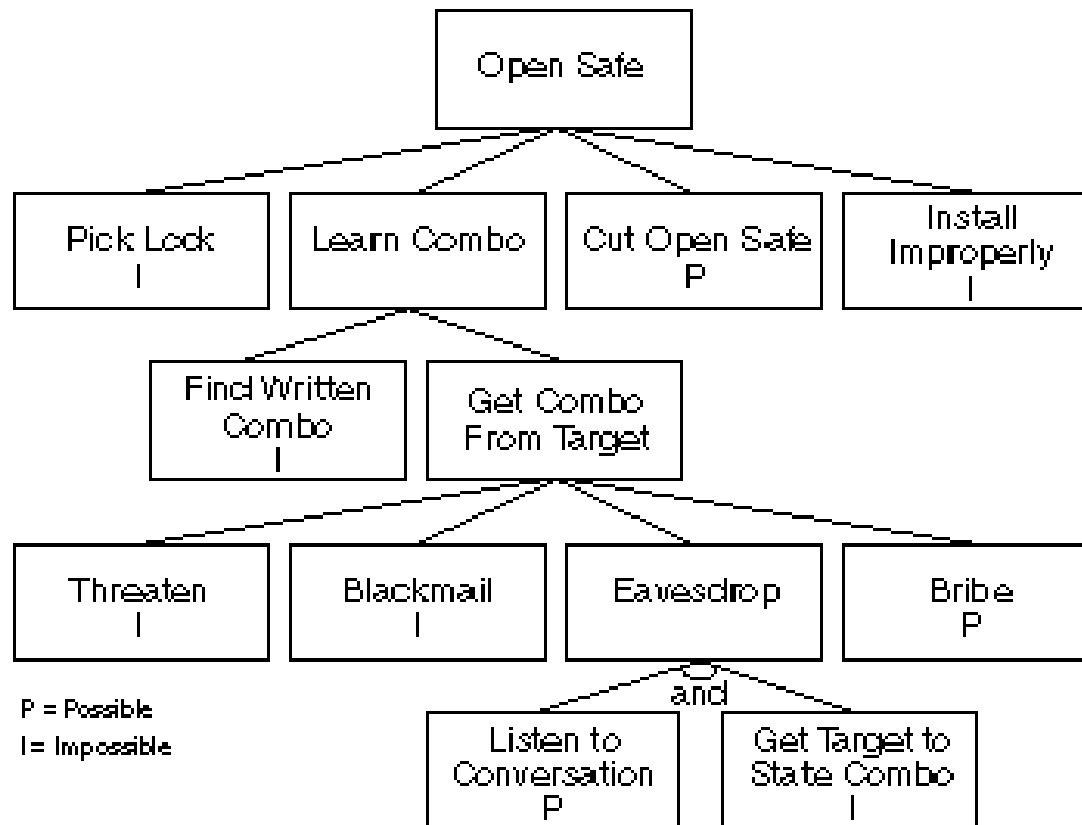 Open Safe
Pick Lock
I
Learn Combo
Cut Open Safe
P
Install
Improperly
I
Find Written
Combo
I
Get Combo
From Target
Threaten
I
Blackmail
I
Eavesdrop
Bribe
P
and
P = Possible
I = Impossible
Listen to
Conversation
P
Get Target to
State Combo
I